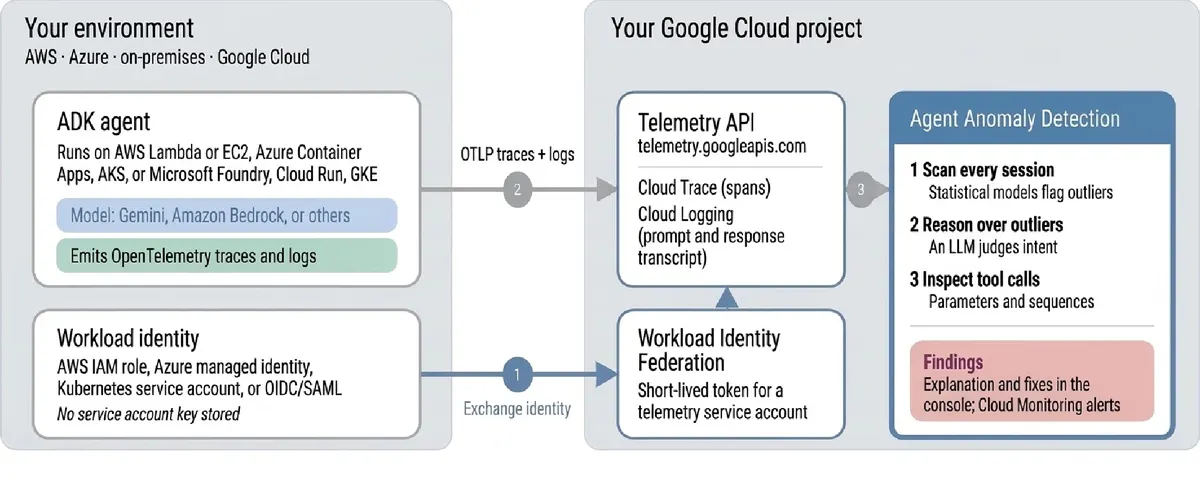 Your environment
AWS · Azure · on-premises · Google Cloud
ADK agent
Runs on AWS Lambda or EC2, Azure Container
Apps, AKS, or Microsoft Foundry, Cloud Run, GKE
Model: Gemini, Amazon Bedrock, or others
Emits OpenTelemetry traces and logs
Workload identity
AWS IAM role, Azure managed identity,
Kubernetes service account, or OIDC/SAML
No service account key stored
OTLP traces + logs
2
1
Exchange identity
Your Google Cloud project
Telemetry API
telemetry.googleapis.com
Cloud Trace (spans)
Cloud Logging
(prompt and response
transcript)
Workload Identity
Federation
Short-lived token for a
telemetry service account
3
Agent Anomaly Detection
1 Scan every session
Statistical models flag outliers
2 Reason over outliers
An LLM judges intent
3 Inspect tool calls
Parameters and sequences
Findings
Explanation and fixes in the
console; Cloud Monitoring alerts